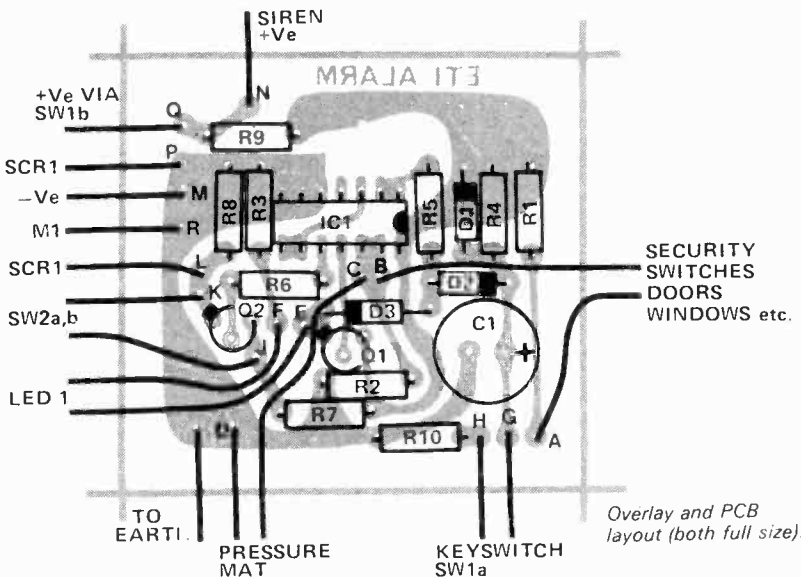 SIREN
+Ve
ETI ALARM
+Ve VIA
SW1b
Q
N
R9
P
SCR1
-Ve
M
M1
R
R8
R3
IC1
R5
R4
R1
SCR1
L
K
R6
C
B
SECURITY
SWITCHES
DOORS
WINDOWS etc.
SW2a,b
Q2
F
D3
C1
+
Q1
R2
LED 1
R7
R10
H
G
A
TO
EARTH.
PRESSURE
MAT
KEYSWITCH
SW1a
Overlay and PCB
layout (both full size).